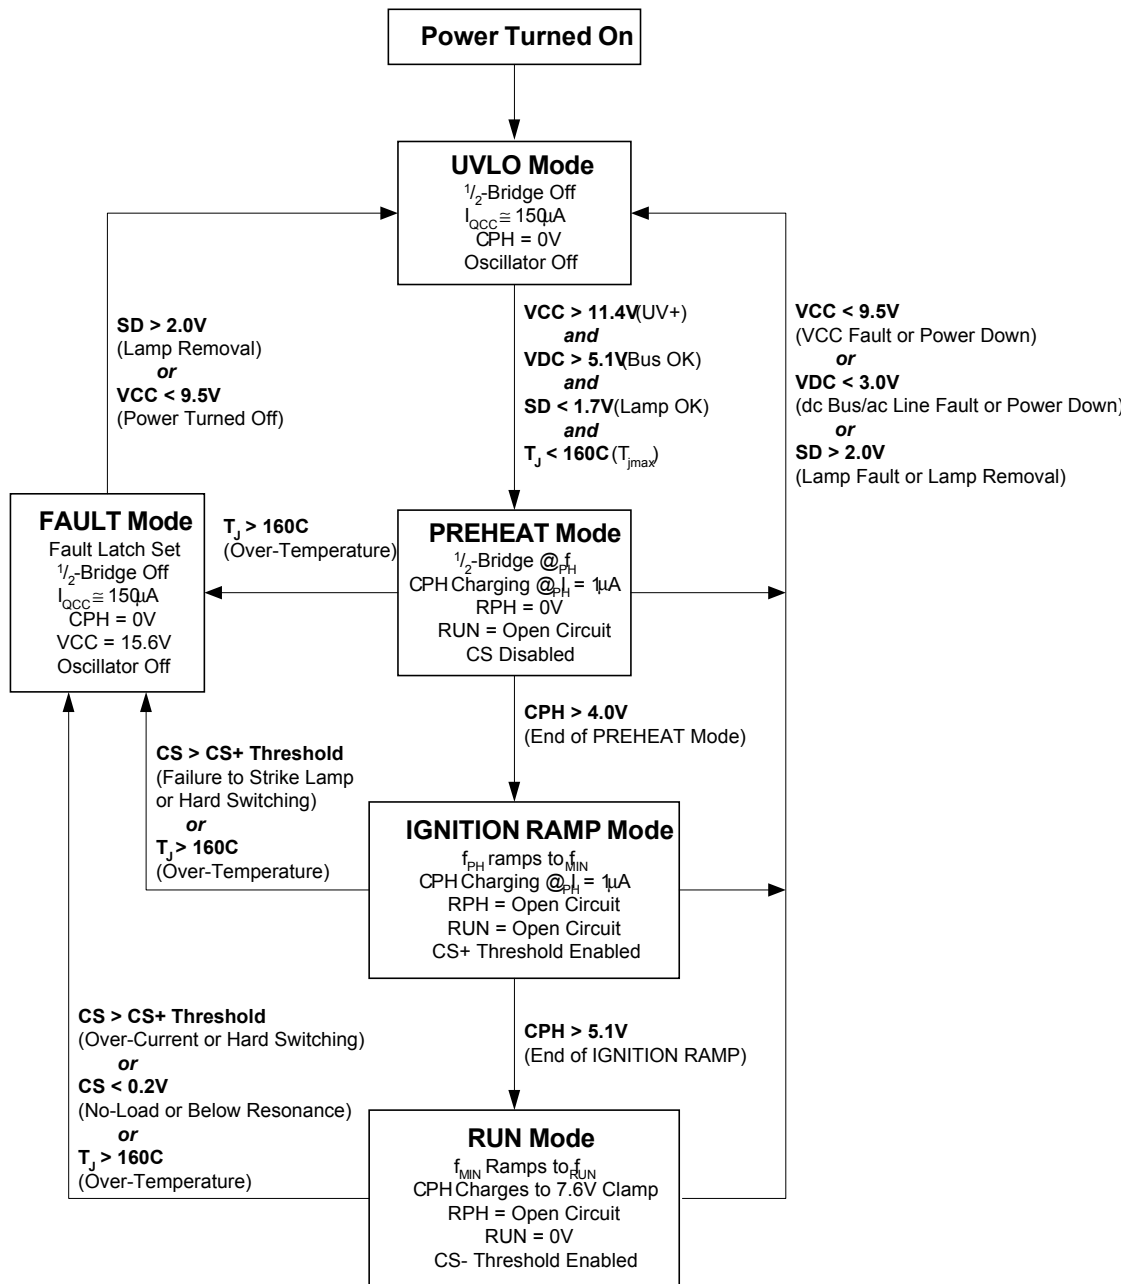 Power Turned On
UVLO Mode
1/2-Bridge Off
IQCC ≅ 150µA
CPH = 0V
Oscillator Off
SD > 2.0V
(Lamp Removal)
or
VCC < 9.5V
(Power Turned Off)
VCC > 11.4V (UV+)
and
VDC > 5.1V (Bus OK)
and
SD < 1.7V (Lamp OK)
and
TJ < 160C (Tjmax)
VCC < 9.5V
(VCC Fault or Power Down)
or
VDC < 3.0V
(dc Bus/ac Line Fault or Power Down)
or
SD > 2.0V
(Lamp Fault or Lamp Removal)
FAULT Mode
Fault Latch Set
1/2-Bridge Off
IQCC ≅ 150µA
CPH = 0V
VCC = 15.6V
Oscillator Off
TJ > 160C
(Over-Temperature)
PREHEAT Mode
1/2-Bridge @ fPH
CPH Charging @ IPH = 1µA
RPH = 0V
RUN = Open Circuit
CS Disabled
CPH > 4.0V
(End of PREHEAT Mode)
CS > CS+ Threshold
(Failure to Strike Lamp
or Hard Switching)
or
TJ > 160C
(Over-Temperature)
IGNITION RAMP Mode
fPH ramps to fMIN
CPH Charging @ IPH = 1µA
RPH = Open Circuit
RUN = Open Circuit
CS+ Threshold Enabled
CPH > 5.1V
(End of IGNITION RAMP)
CS > CS+ Threshold
(Over-Current or Hard Switching)
or
CS < 0.2V
(No-Load or Below Resonance)
or
TJ > 160C
(Over-Temperature)
RUN Mode
fMIN Ramps to fRUN
CPH Charges to 7.6V Clamp
RPH = Open Circuit
RUN = 0V
CS- Threshold Enabled